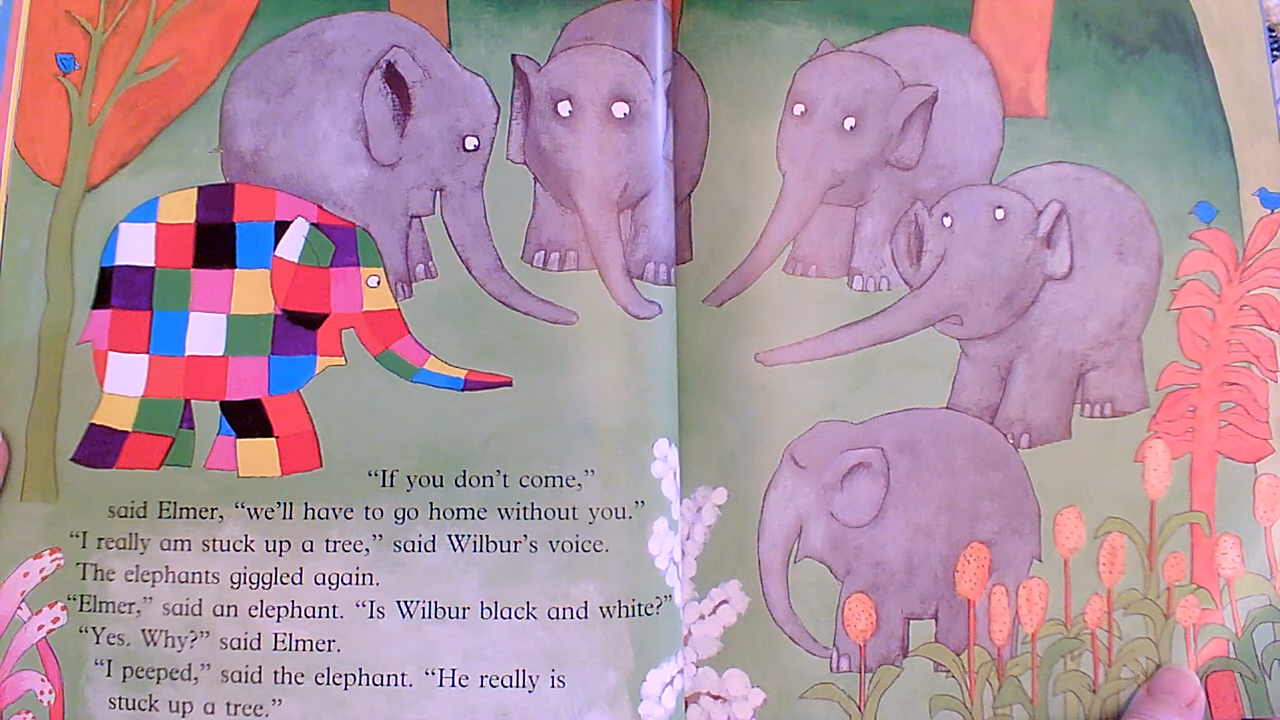 “If you don’t come,”
said Elmer, “we’ll have to go home without you.”
“I really am stuck up a tree,” said Wilbur’s voice.
The elephants giggled again.
“Elmer,” said an elephant. “Is Wilbur black and white?”
“Yes. Why?” said Elmer.
“I peeped,” said the elephant. “He really is
stuck up a tree.”